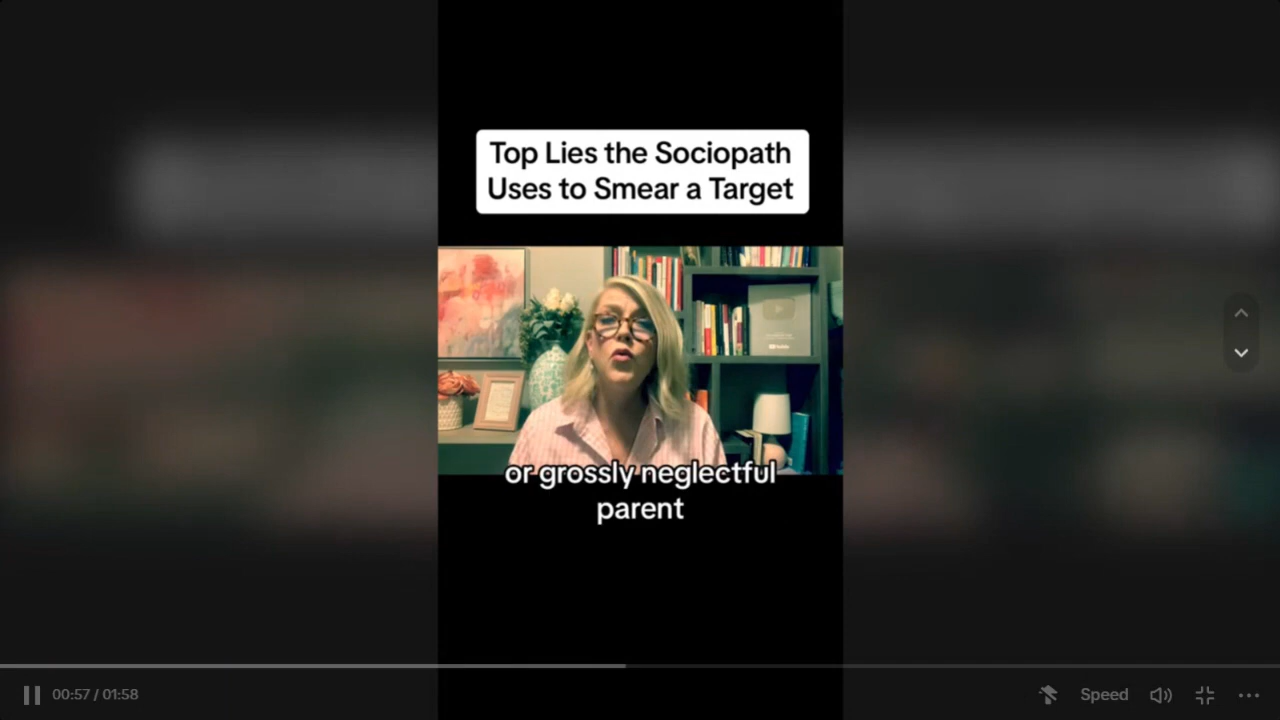 Top Lies the Sociopath
Uses to Smear a Target
or grossly neglectful
parent
00:57 / 01:58
Speed